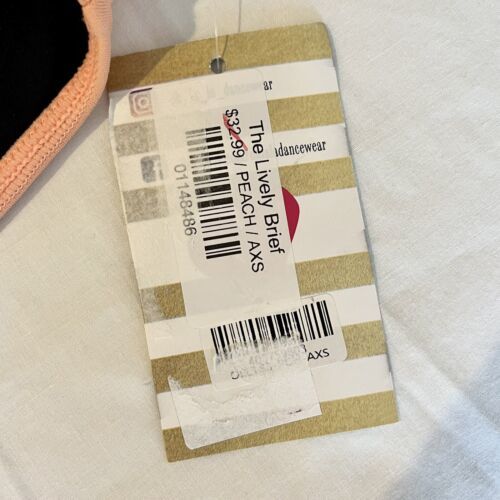 The Lively Brief
$32.99 / PEACH / AXS
01148486
dancewear
AXS